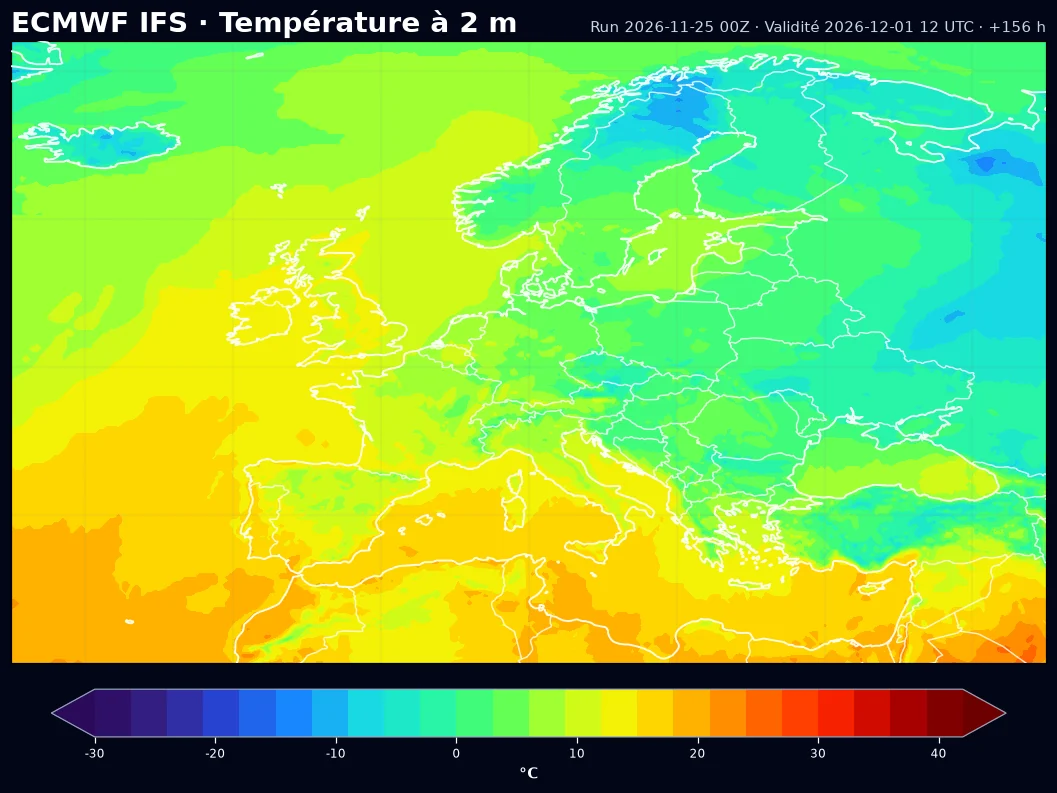 ECMWF IFS · Température à 2 m
Run 2026-11-25 00Z · Validité 2026-12-01 12 UTC · +156 h
-30 -20 -10 0 10 20 30 40
°C